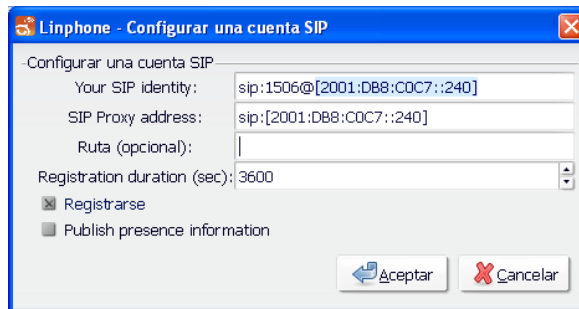 Linphone - Configurar una cuenta SIP
Configurar una cuenta SIP
Your SIP identity: sip:1506@[2001:DB8:C0C7::240]
SIP Proxy address: sip:[2001:DB8:C0C7::240]
Ruta (opcional):
Registration duration (sec): 3600
Registrarse
Publish presence information
Aceptar Cancelar